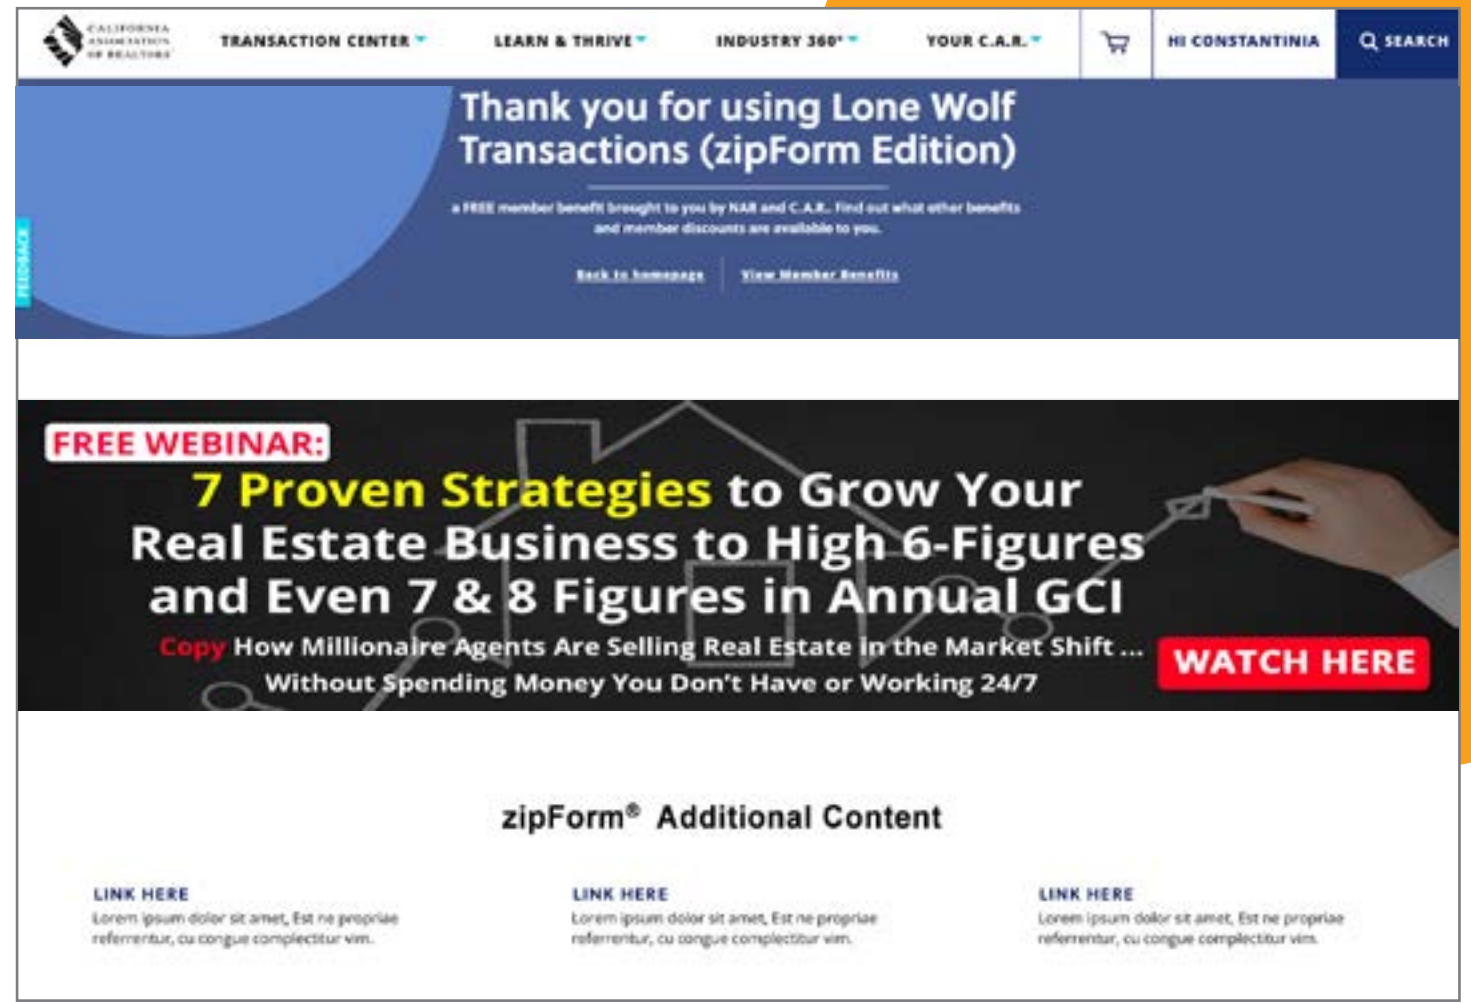 CALIFORNIA
ASSOCIATION
OF REALTORS
TRANSACTION CENTER
LEARN & THRIVE
INDUSTRY 360°
YOUR C.A.R.
HI CONSTANTINIA
SEARCH
Thank you for using Lone Wolf
Transactions (zipForm Edition)
a FREE member benefit brought to you by NAR and C.A.R.. Find out what other benefits
and member discounts are available to you.
Back to homepage
View Member Benefits
FEEDBACK
FREE WEBINAR:
7 Proven Strategies to Grow Your
Real Estate Business to High 6-Figures
and Even 7 & 8 Figures in Annual GCI
Copy How Millionaire Agents Are Selling Real Estate in the Market Shift ...
Without Spending Money You Don't Have or Working 24/7
WATCH HERE
zipForm® Additional Content
LINK HERE
Lorem ipsum dolor sit amet, Est ne propriae
referrentur, cu congue complectitur vim.
LINK HERE
Lorem ipsum dolor sit amet, Est ne propriae
referrentur, cu congue complectitur vim.
LINK HERE
Lorem ipsum dolor sit amet, Est ne propriae
referrentur, cu congue complectitur vim.